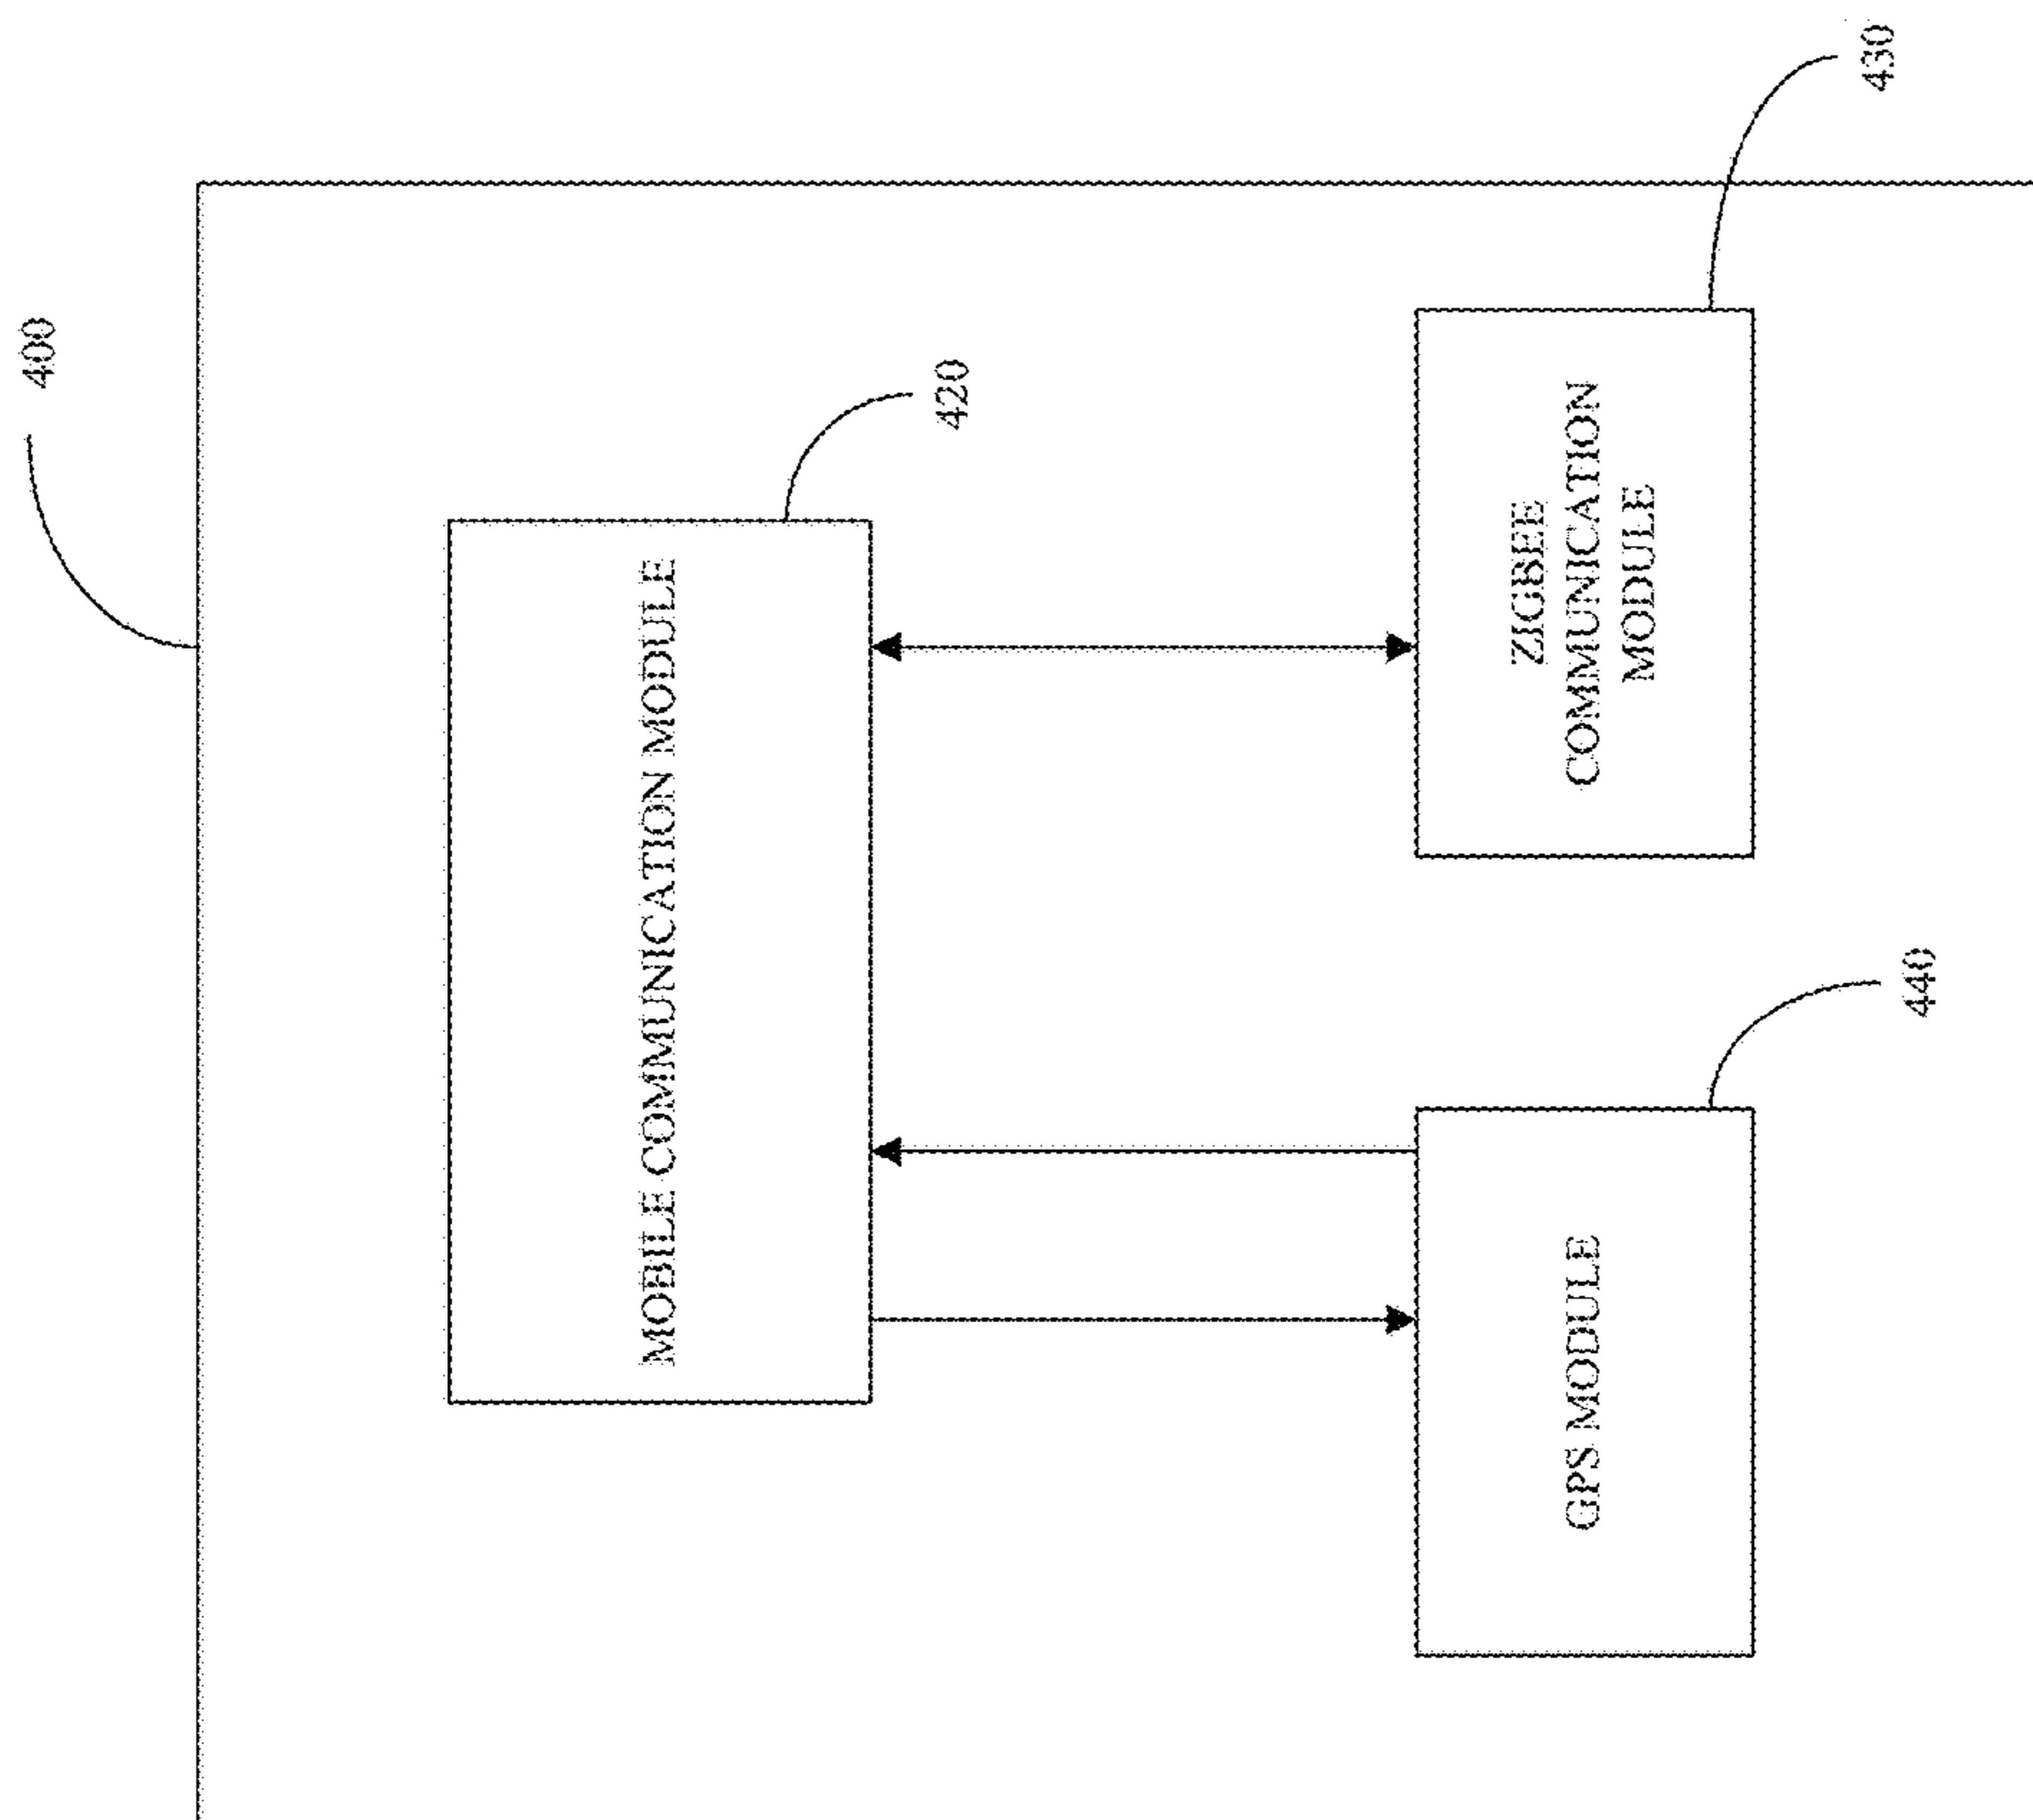 400
MOBILE COMMUNICATION MODULE
420
ZIGBEE
COMMUNICATION
MODULE
430
GPS MODULE
440